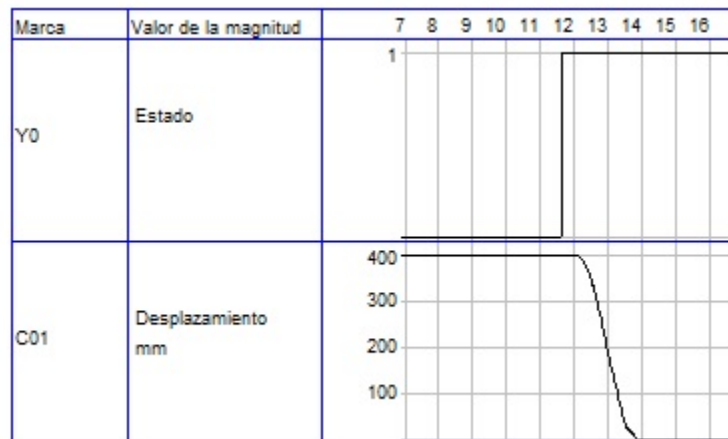 Marca Valor de la magnitud 7 8 9 10 11 12 13 14 15 16
1
Estado
Y0
400
300
Desplazamiento
C01
mm
200
100